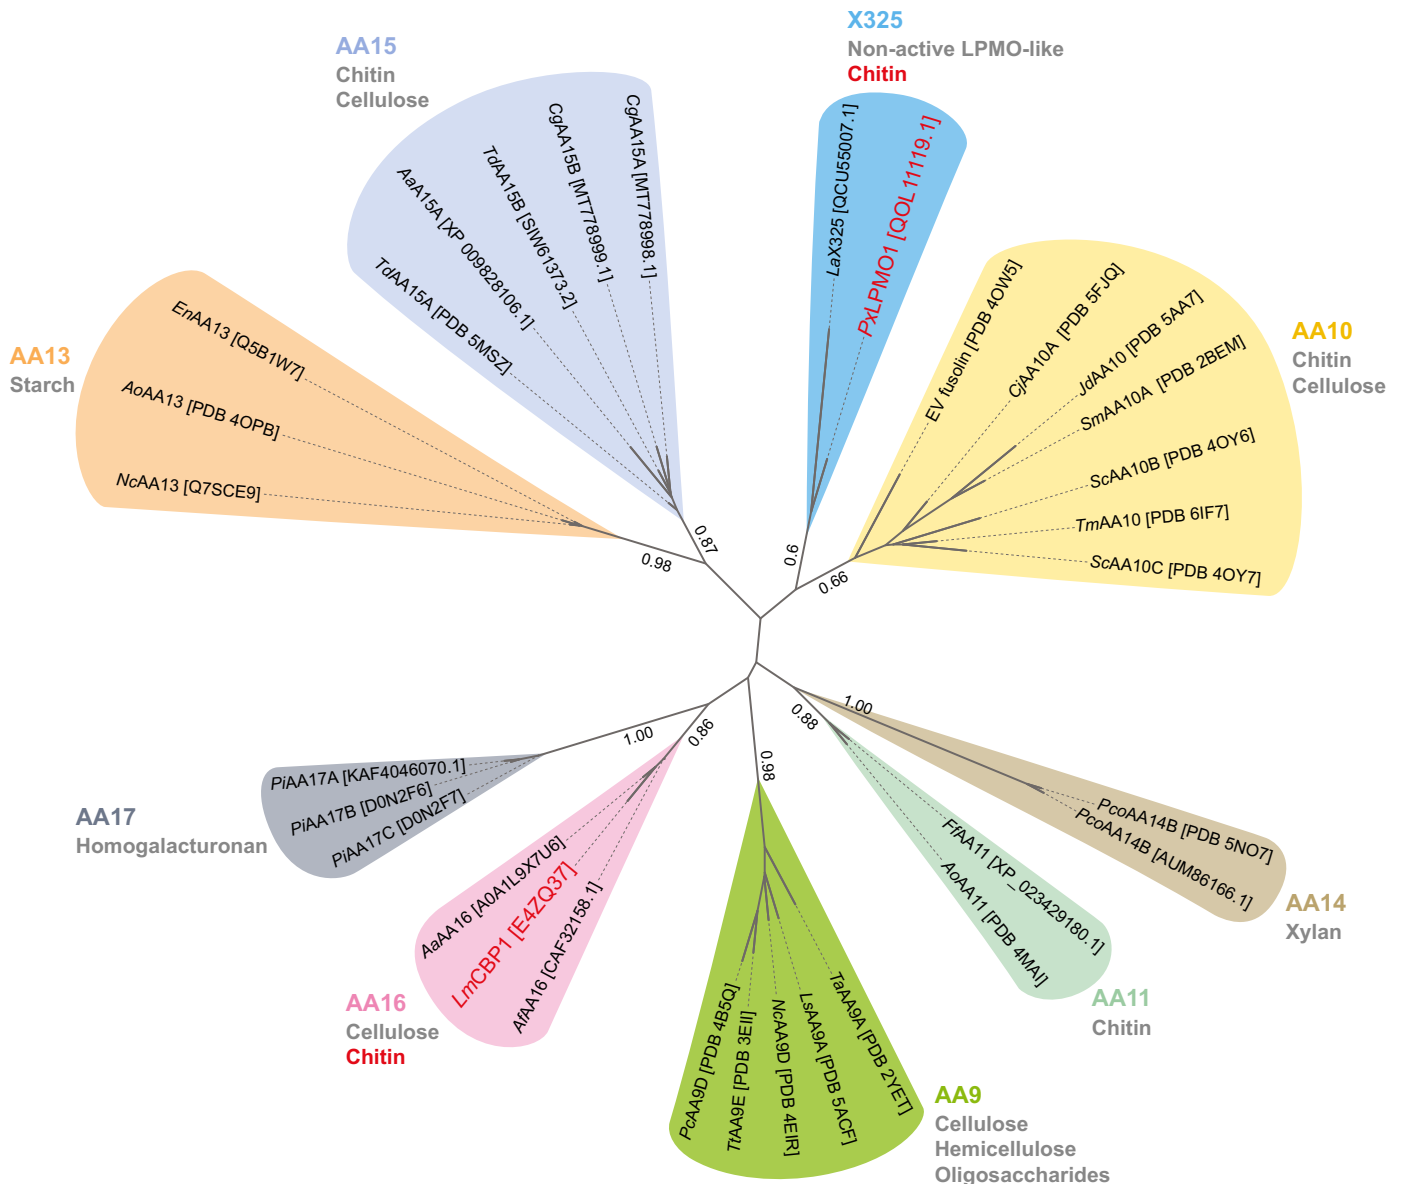 X325
Non-active LPMO-like
Chitin
LaX325 [QCU55007.1]
PxLPMO1 [QOL11119.1]
AA15
Chitin
Cellulose
TdAA15A [PDB 5MSZ]
AaA15A [XP 009828106.1]
TdAA15B [SIW61373.2]
CgAA15B [MT778999.1]
CgAA15A [MT778998.1]
AA10
Chitin
Cellulose
EV fusolin [PDB 4OW5]
CjAA10A [PDB 5FJQ]
JdAA10 [PDB 5AA7]
SmAA10A [PDB 2BEM]
ScAA10B [PDB 4OY6]
TmAA10 [PDB 6IF7]
ScAA10C [PDB 4OY7]
AA13
Starch
EnAA13 [Q5B1W7]
AoAA13 [PDB 4OPB]
NcAA13 [Q7SCE9]
0.98
0.87
0.6
0.66
1.00
0.86
0.98
0.88
1.00
AA17
Homogalacturonan
PiAA17A [KAF4046070.1]
PiAA17B [D0N2F6]
PiAA17C [D0N2F7]
AA16
Cellulose
Chitin
AaAA16 [A0A1L9X7U6]
LmCBP1 [E4ZQ37]
AfAA16 [CAF32158.1]
AA9
Cellulose
Hemicellulose
Oligosaccharides
PcAA9D [PDB 4B5Q]
TtAA9E [PDB 3EII]
NcAA9D [PDB 4EIR]
LsAA9A [PDB 5ACF]
TaAA9A [PDB 2YET]
AA11
Chitin
FfAA11 [XP_023429180.1]
AoAA11 [PDB 4MAI]
AA14
Xylan
PcoAA14B [PDB 5NO7]
PcoAA14B [AUM86166.1]